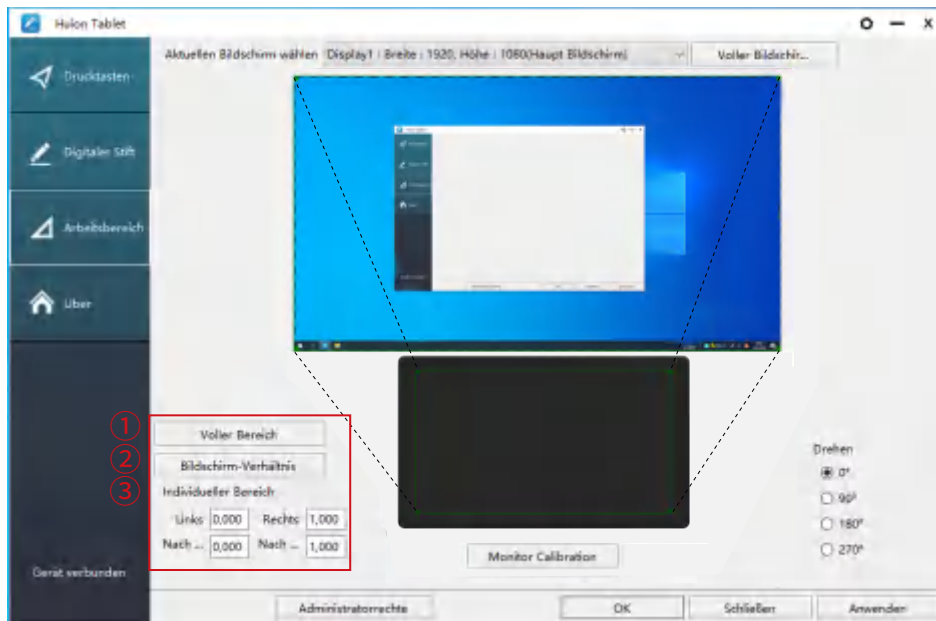 Huion Tablet
Aktuellen Bildschirm wählen Display1 : Breite : 1920, Höhe : 1080(Haupt Bildschirm) Voller Bildschir...
Drucktasten
Digitaler Stift
Arbeitsbereich
Über
① Voller Bereich
② Bildschirm-Verhältnis
③ Individueller Bereich
Links 0,000 Rechts 1,000
Nach ... 0,000 Nach ... 1,000
Drehen
0°
90°
180°
270°
Monitor Calibration
Gerät verbunden
Administratorrechte OK Schließen Anwenden